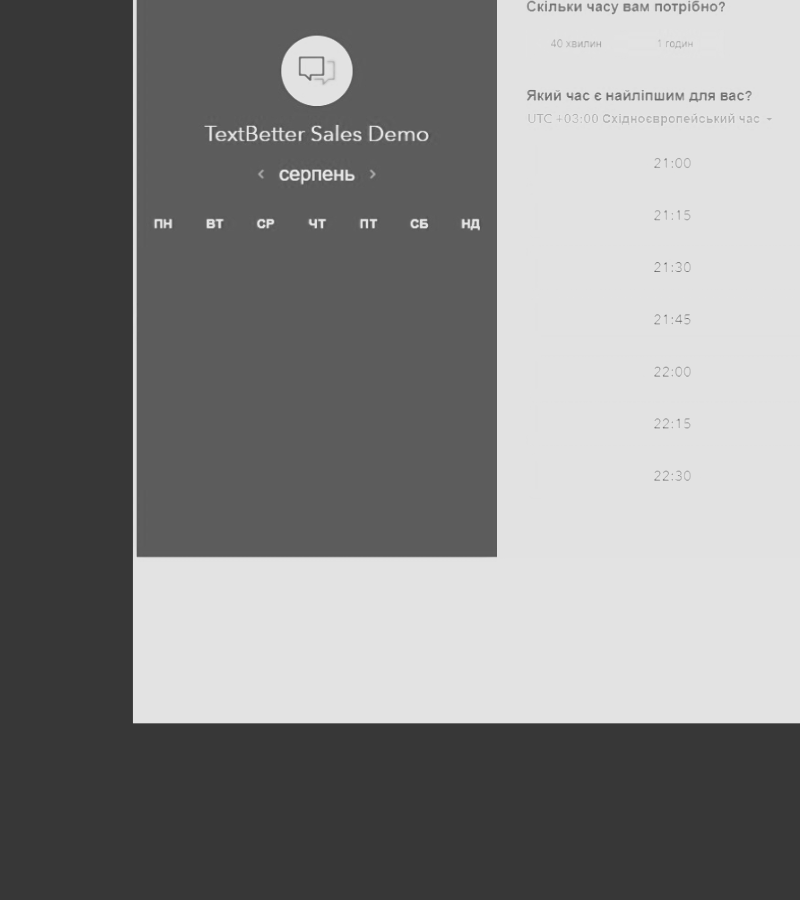 TextBetter Sales Demo
серпень
ПН ВТ СР ЧТ ПТ СБ НД
Скільки часу вам потрібно?
40 хвилин 1 годин
Який час є найліпшим для вас?
UTC +03:00 Східноєвропейський час
21:00
21:15
21:30
21:45
22:00
22:15
22:30